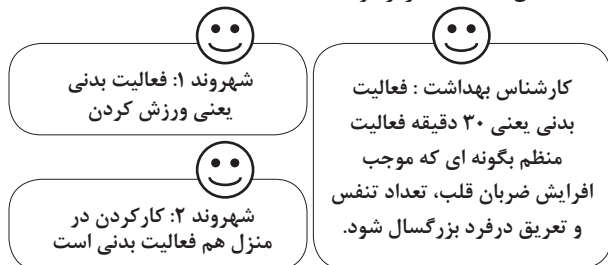 کارشناس بهداشت : فعالیت
بدنی یعنی ۳۰ دقیقه فعالیت
منظم بگونه ای که موجب
افرایش ضربان قلب، تعداد تنفس
و تعریق درفرد بزرگسال شود.
شهروند ۱: فعالیت بدنی
یعنی ورزش کردن
شهروند ۲: کارکردن در
منزل هم فعالیت بدنی است